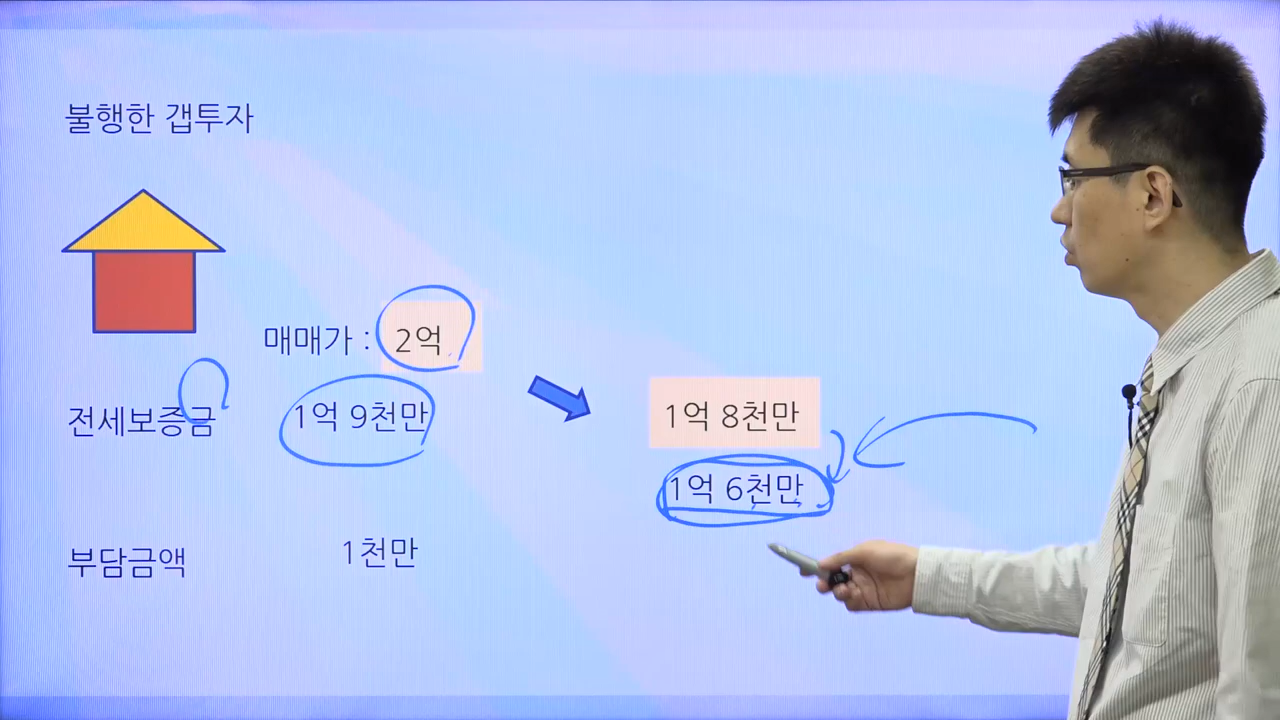 불행한 갭투자
매매가 : 2억
전세보증금 1억 9천만 1억 8천만
1억 6천만
부담금액 1천만